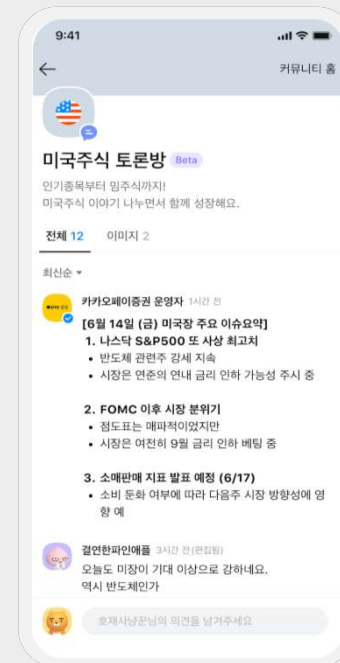 9:41
커뮤니티 홈
미국주식 토론방 Beta
인기종목부터 밈주식까지!
미국주식 이야기 나누면서 함께 성장해요.
전체 12 이미지 2
최신순
카카오페이증권 운영자 1시간 전
[6월 14일 (금) 미국장 주요 이슈요약]
1. 나스닥 S&P500 또 사상 최고치
• 반도체 관련주 강세 지속
• 시장은 연준의 연내 금리 인하 가능성 주시 중
2. FOMC 이후 시장 분위기
• 점도표는 매파적이었지만
• 시장은 여전히 9월 금리 인하 베팅 중
3. 소매판매 지표 발표 예정 (6/17)
• 소비 둔화 여부에 따라 다음주 시장 방향성에 영
향 예
결연한파인애플 3시간 전(편집됨)
오늘도 미장이 기대 이상으로 강하네요.
역시 반도체인가
호재사냥꾼님의 의견을 남겨주세요